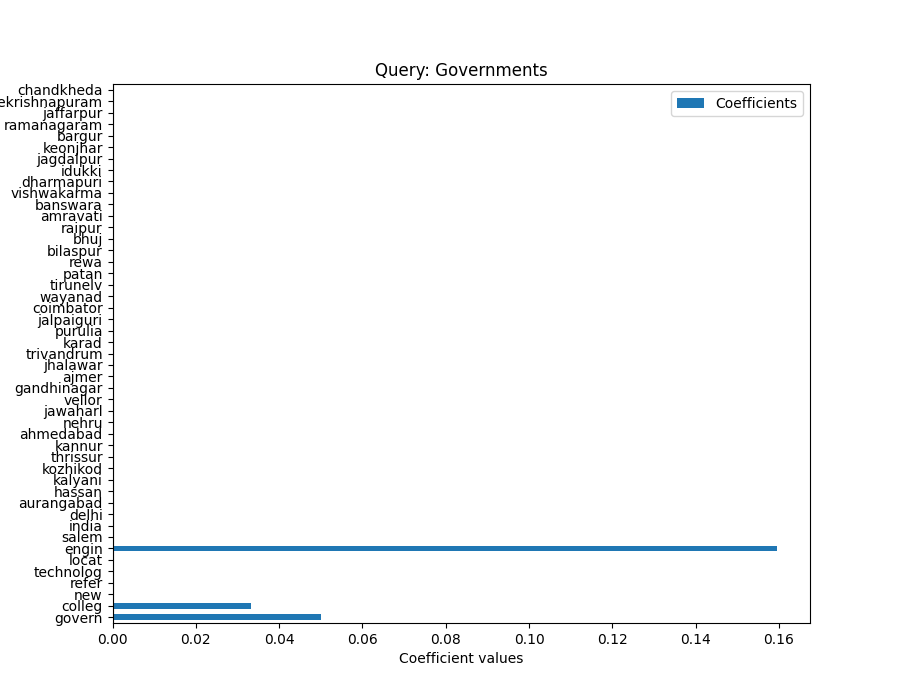 Query: Governments
Coefficients
chandkheda
ekrishnapuram
jaffarpur
ramanagaram
bargur
keonjhar
jagdalpur
idukki
dharmapuri
vishwakarma
banswara
amravati
raipur
bhuj
bilaspur
rewa
patan
tirunelv
wayanad
coimbator
jalpaiguri
purulia
karad
trivandrum
jhalawar
ajmer
gandhinagar
vellor
jawaharl
nehru
ahmedabad
kannur
thrissur
kozhikod
kalyani
hassan
aurangabad
delhi
india
salem
engin
locat
technolog
refer
new
colleg
govern
0.00 0.02 0.04 0.06 0.08 0.10 0.12 0.14 0.16
Coefficient values